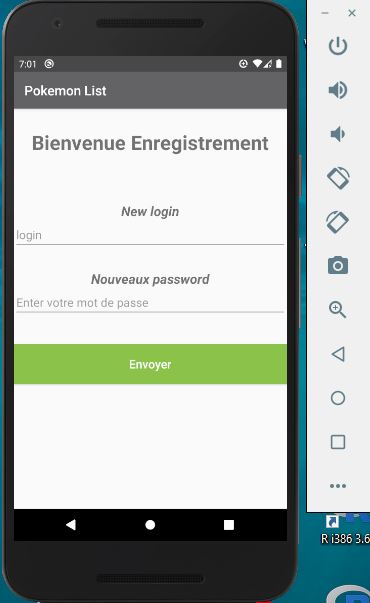 7:01
Pokemon List
Bienvenue Enregistrement
New login
login
Nouveaux password
Enter votre mot de passe
Envoyer
R i386 3.6